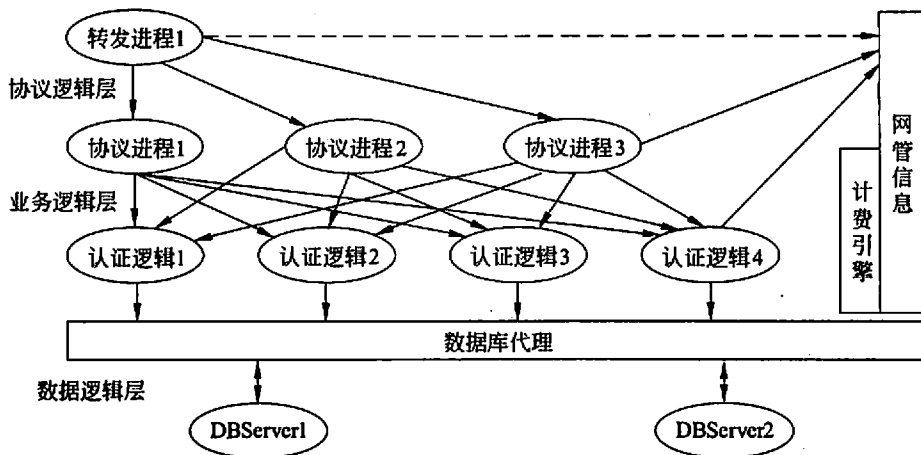 转发进程1
协议逻辑层
协议进程1
协议进程2
协议进程3
业务逻辑层
认证逻辑1
认证逻辑2
认证逻辑3
认证逻辑4
计费引擎
网管信息
数据库代理
数据逻辑层
DBServer1
DBServer2